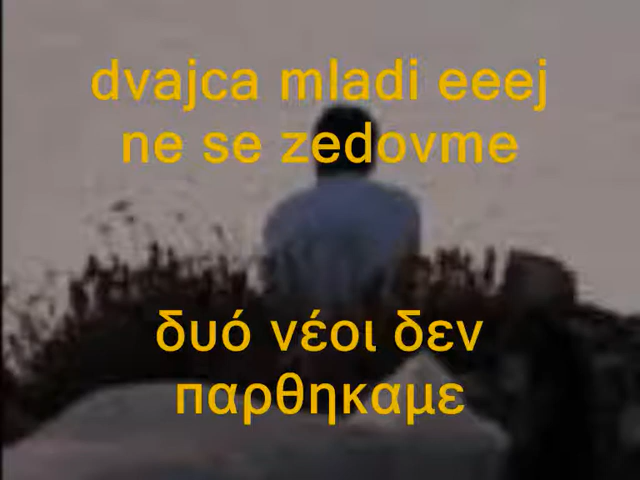 dvajca mladi eeej
ne se zedovme
δυό νέοι δεν
παρθηκαμε